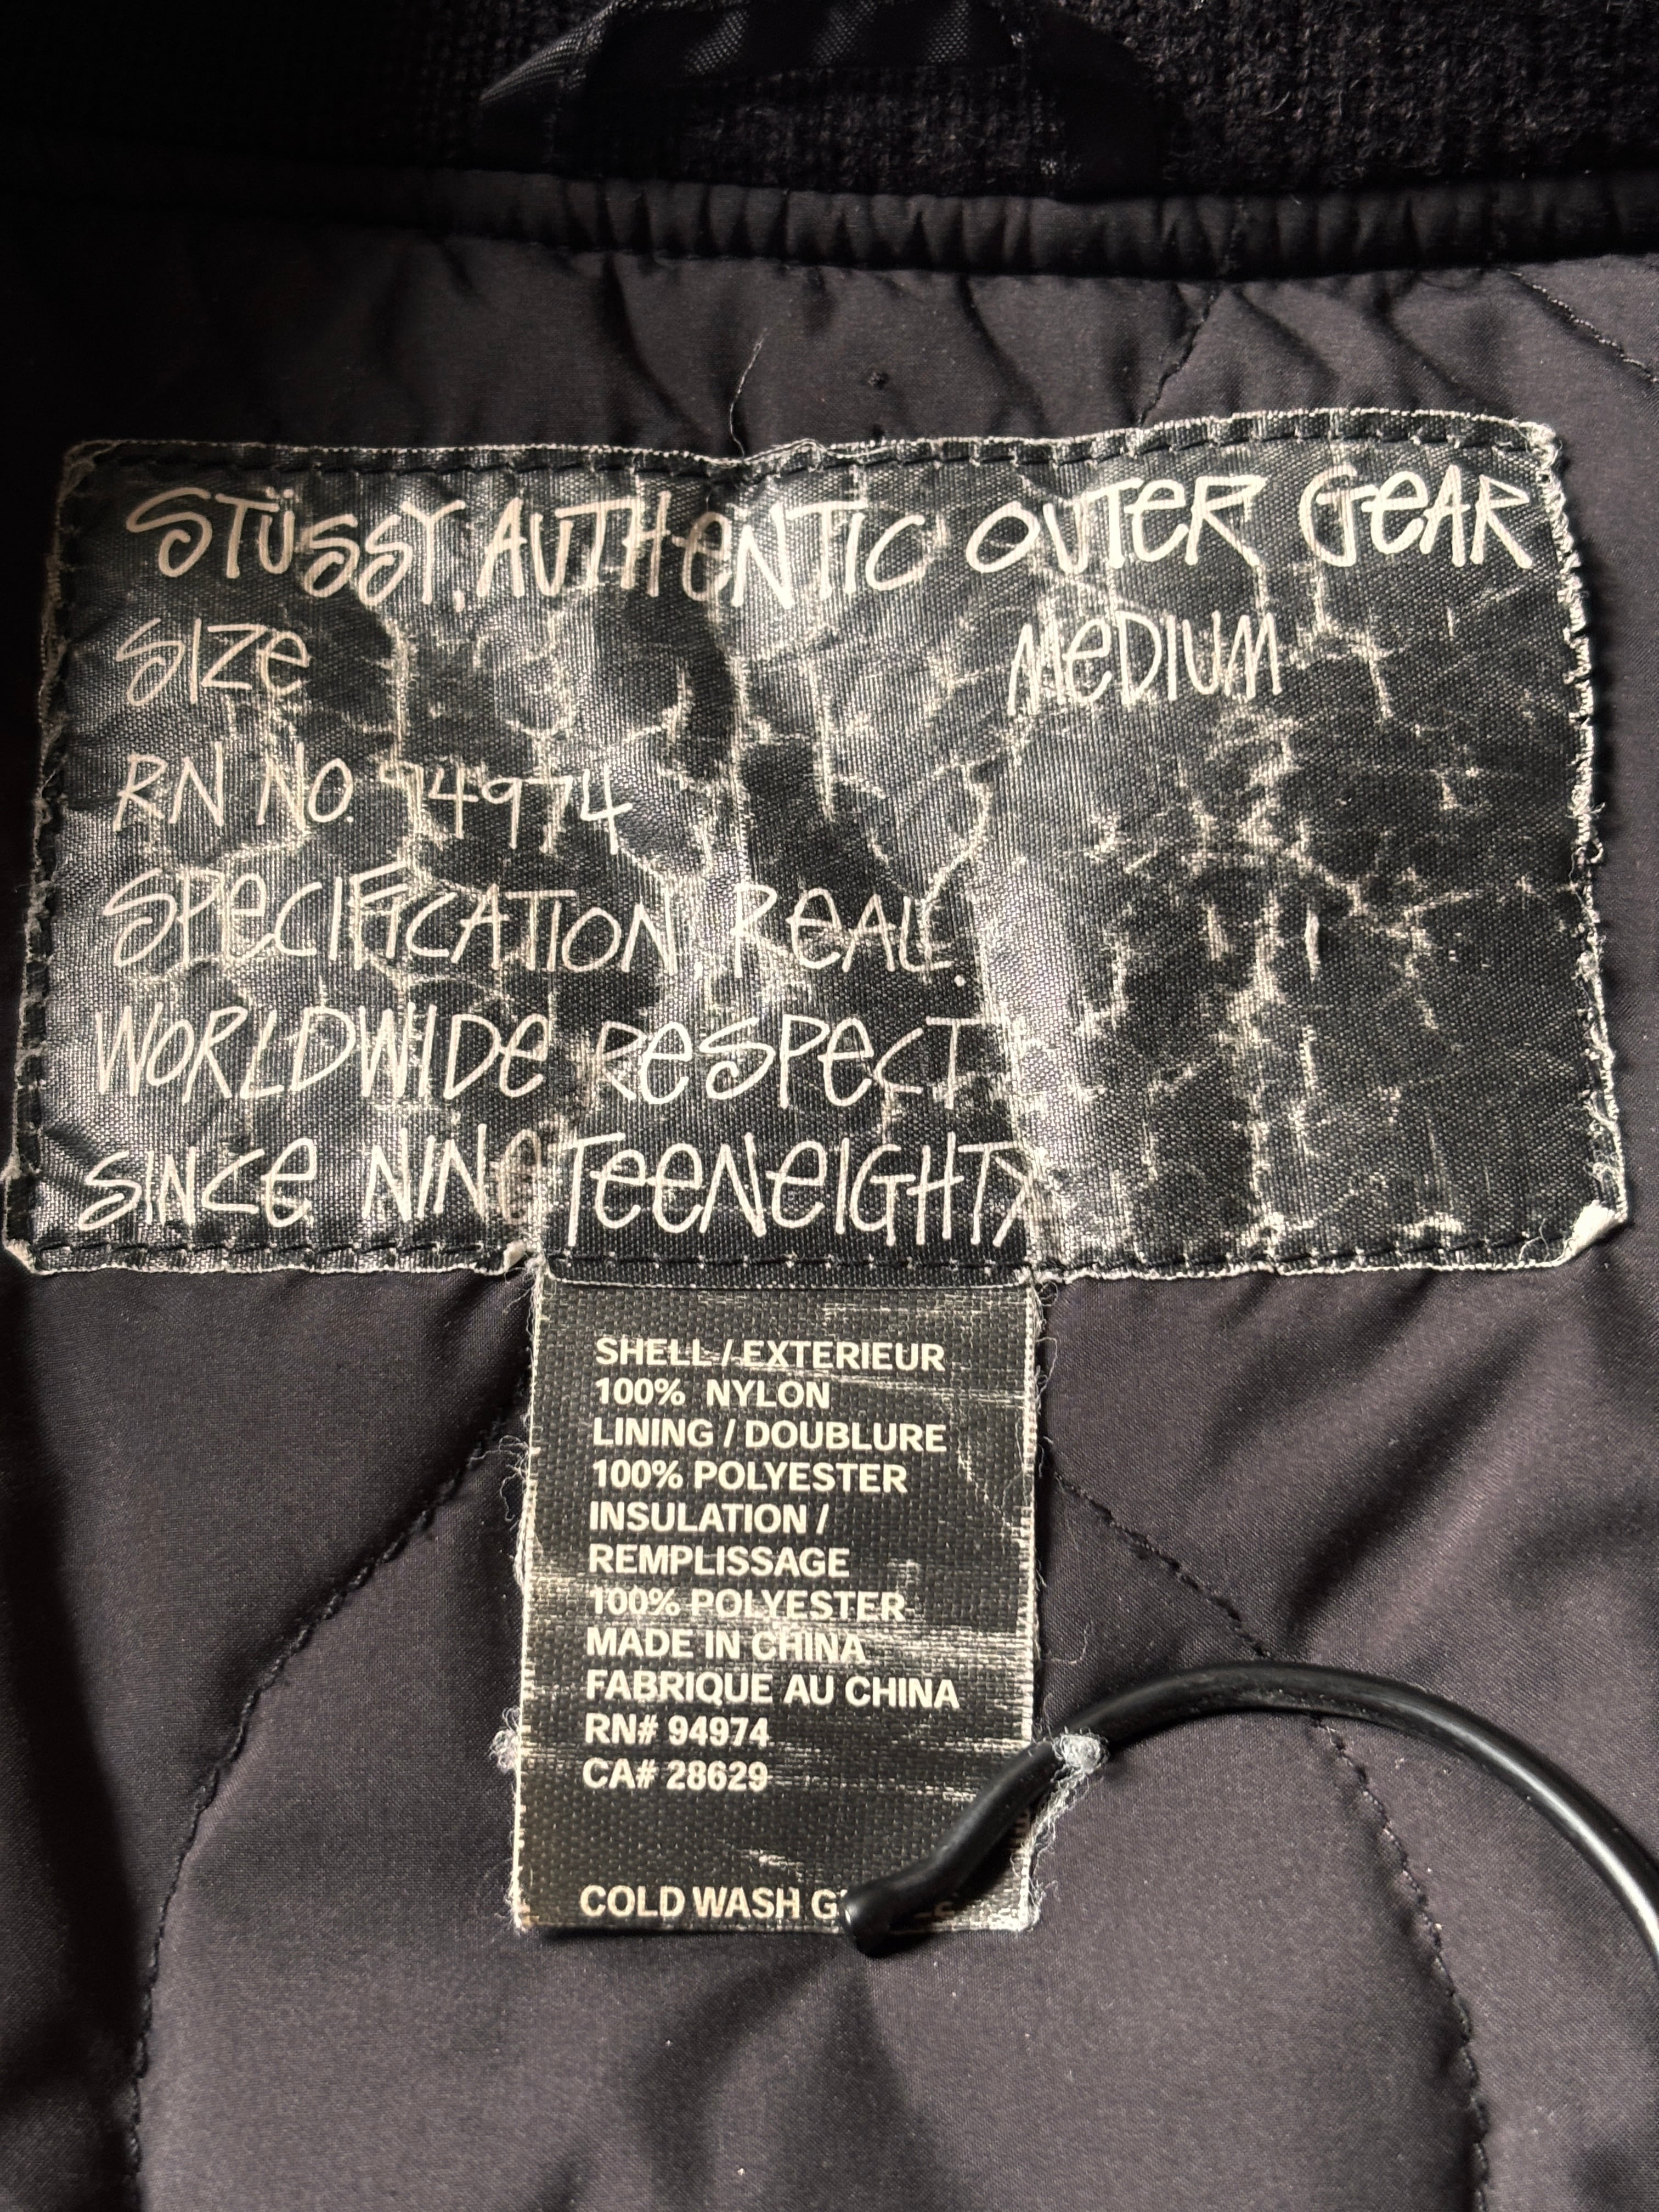 STÜSSY, AUTHENTIC OUTER GEAR
SIZE MEDIUM
RN NO. 94974
SPECIFICATION, REAL.
WORLDWIDE RESPECT
SINCE NINETEENEIGHTY
SHELL / EXTERIEUR
100% NYLON
LINING / DOUBLURE
100% POLYESTER
INSULATION /
REMPLISSAGE
100% POLYESTER
MADE IN CHINA
FABRIQUE AU CHINA
RN# 94974
CA# 28629
COLD WASH